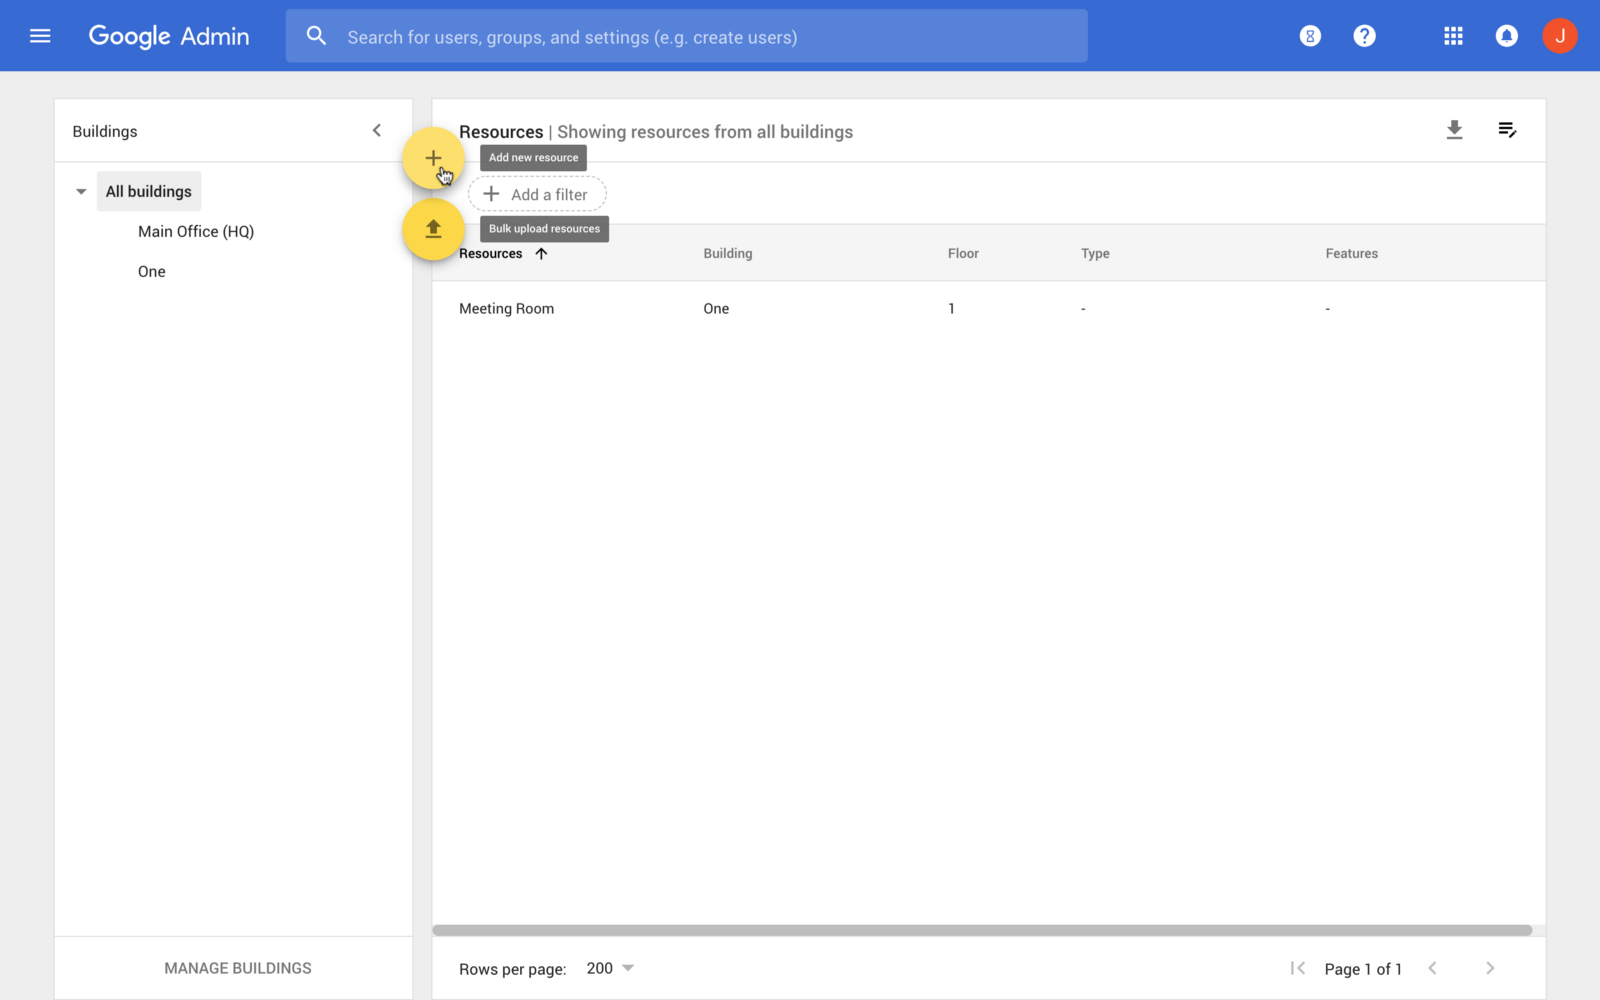 Google Admin
Search for users, groups, and settings (e.g. create users)
J
Buildings
All buildings
Main Office (HQ)
One
MANAGE BUILDINGS
Resources | Showing resources from all buildings
Add new resource
Add a filter
Bulk upload resources
Resources Building Floor Type Features
Meeting Room One 1 - -
Rows per page: 200 Page 1 of 1